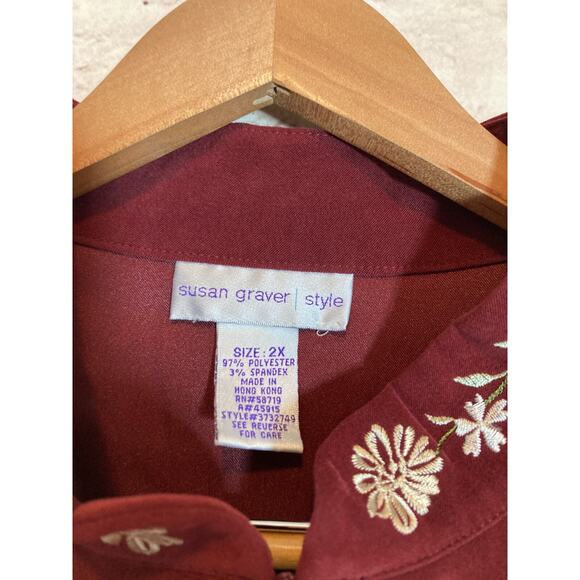 susan graver | style
SIZE: 2X
97% POLYESTER
3% SPANDEX
MADE IN
HONG KONG
RN#58719
A#45915
STYLE#3732749
SEE REVERSE
FOR CARE